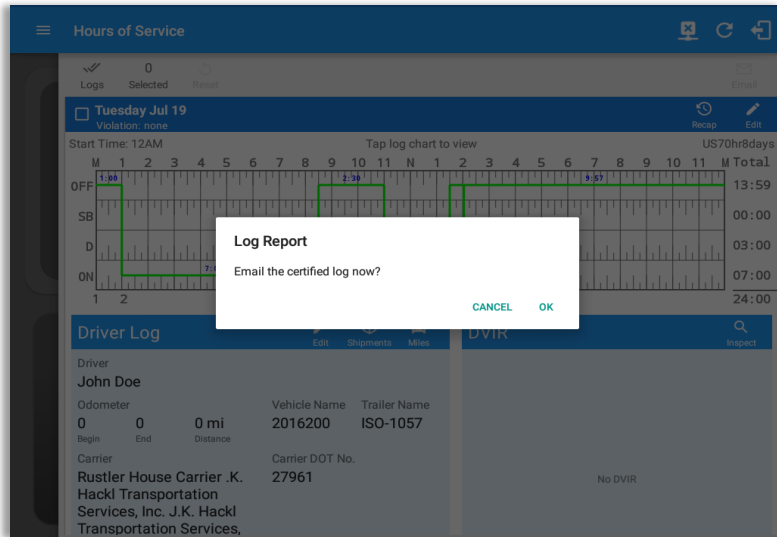 Hours of Service
Logs
0
Selected
Reset
Email
Tuesday Jul 19
Violation: none
Recap
Edit
Start Time: 12AM
Tap log chart to view
US70hr8days
M 1 2 3 4 5 6 7 8 9 10 11 N 1 2 3 4 5 6 7 8 9 10 11 M Total
OFF 1:00 2:30 9:57 13:59
SB 00:00
D 03:00
ON 07:00
1 2 24:00
Log Report
Email the certified log now?
CANCEL OK
Driver Log
Edit Shipments Miles
DVIR
Inspect
Driver
John Doe
Odometer Vehicle Name Trailer Name
0 0 0 mi 2016200 ISO-1057
Begin End Distance
Carrier Carrier DOT No.
Rustler House Carrier .K. 27961
Hackl Transportation
Services, Inc. J.K. Hackl
Transportation Services,
No DVIR